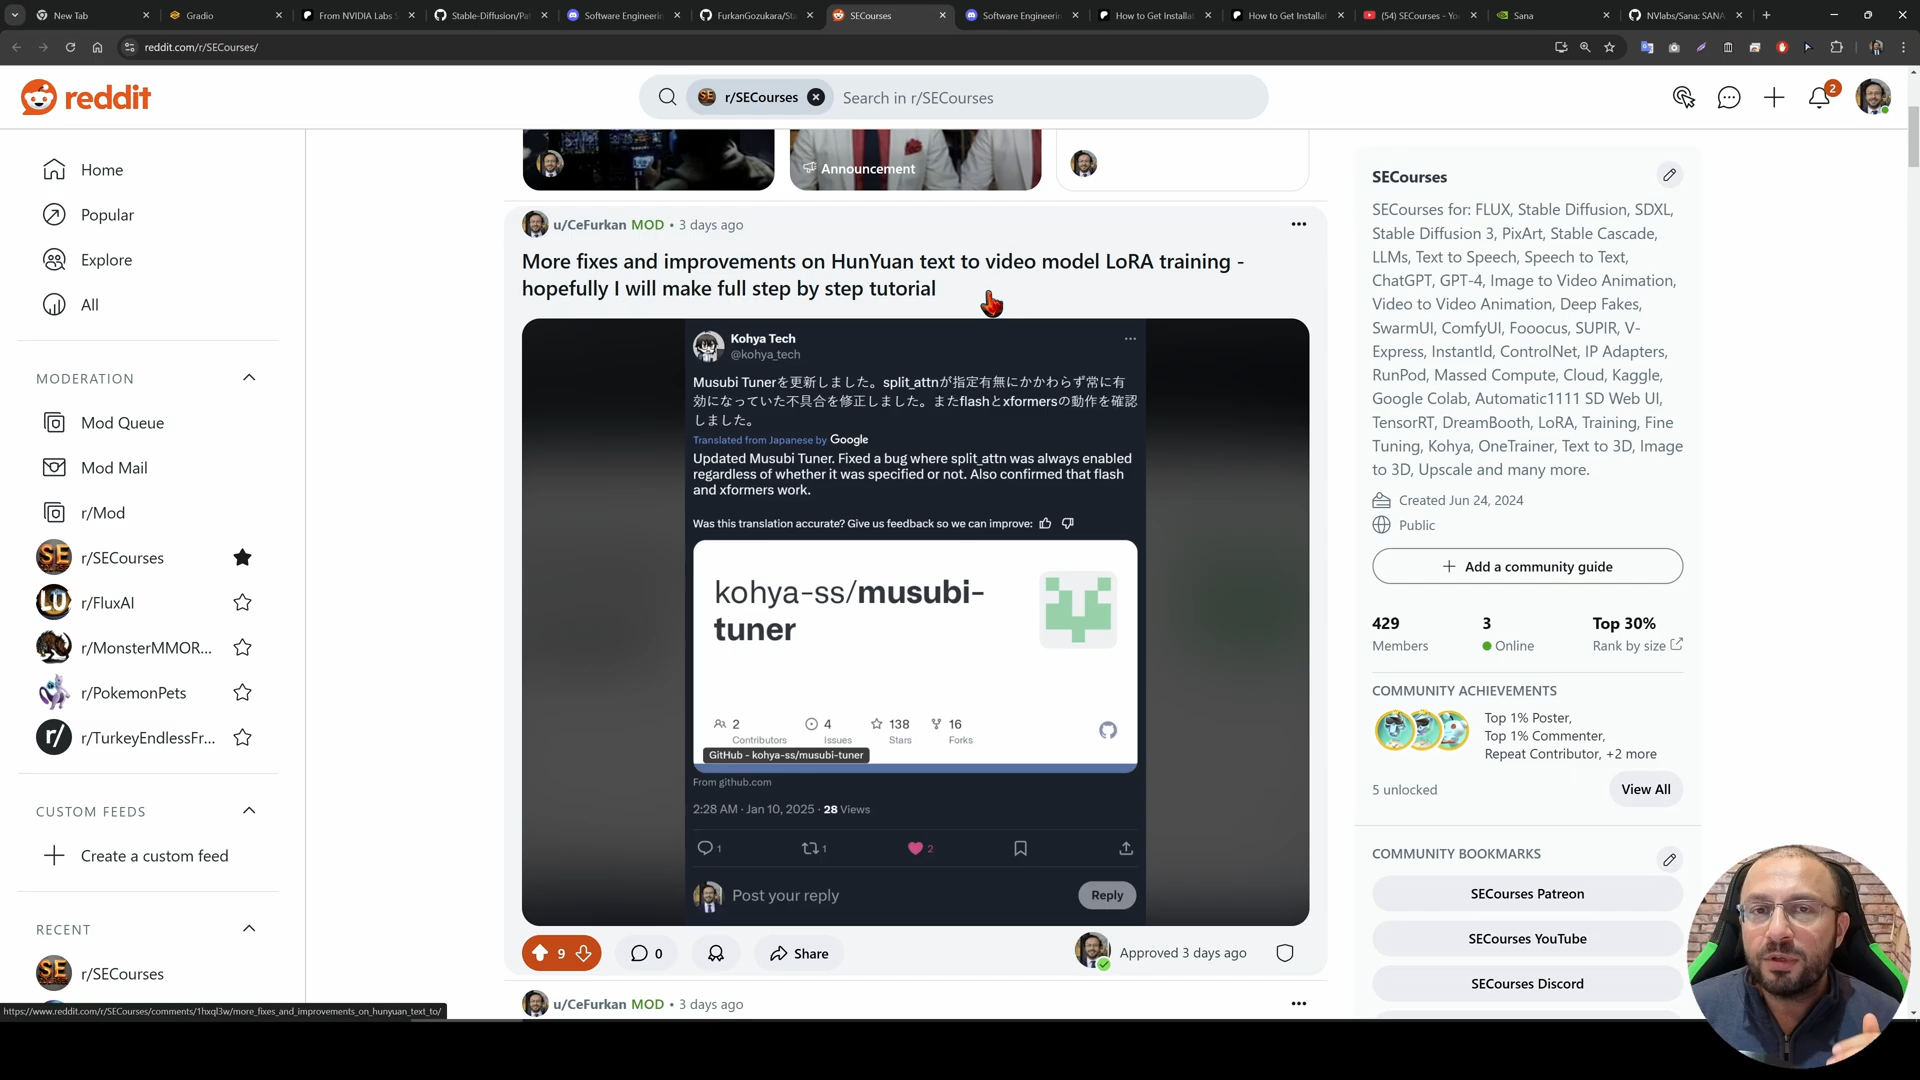 New Tab
Gradio
From NVIDIA Labs S
Stable-Diffusion/Pa
Software Engineerin
FurkanGozukara/Sta
SECourses
Software Engineerin
How to Get Installat
How to Get Installat
(54) SECourses - Yo
Sana
NVlabs/Sana: SANA
reddit.com/r/SECourses/
reddit
r/SECourses
Search in r/SECourses
2
Home
Popular
Explore
All
MODERATION
Mod Queue
Mod Mail
r/Mod
r/SECourses
r/FluxAI
r/MonsterMMOR...
r/PokemonPets
r/TurkeyEndlessFr...
CUSTOM FEEDS
Create a custom feed
RECENT
r/SECourses
https://www.reddit.com/r/SECourses/comments/1hxql3w/more_fixes_and_improvements_on_hunyuan_text_to/
Announcement
u/CeFurkan MOD • 3 days ago
More fixes and improvements on HunYuan text to video model LoRA training -
hopefully I will make full step by step tutorial
Kohya Tech
@kohya_tech
Musubi Tunerを更新しました。split_attnが指定有無にかかわらず常に有
効になっていた不具合を修正しました。またflashとxformersの動作を確認
しました。
Translated from Japanese by Google
Updated Musubi Tuner. Fixed a bug where split_attn was always enabled
regardless of whether it was specified or not. Also confirmed that flash
and xformers work.
Was this translation accurate? Give us feedback so we can improve:
kohya-ss/musubi-
tuner
2
Contributors
4
Issues
138
Stars
16
Forks
GitHub - kohya-ss/musubi-tuner
From github.com
2:28 AM · Jan 10, 2025 · 28 Views
1
1
2
Post your reply
Reply
9
0
Share
Approved 3 days ago
u/CeFurkan MOD • 3 days ago
SECourses
SECourses for: FLUX, Stable Diffusion, SDXL,
Stable Diffusion 3, PixArt, Stable Cascade,
LLMs, Text to Speech, Speech to Text,
ChatGPT, GPT-4, Image to Video Animation,
Video to Video Animation, Deep Fakes,
SwarmUI, ComfyUI, Fooocus, SUPIR, V-
Express, InstantId, ControlNet, IP Adapters,
RunPod, Massed Compute, Cloud, Kaggle,
Google Colab, Automatic1111 SD Web UI,
TensorRT, DreamBooth, LoRA, Training, Fine
Tuning, Kohya, OneTrainer, Text to 3D, Image
to 3D, Upscale and many more.
Created Jun 24, 2024
Public
Add a community guide
429
Members
3
Online
Top 30%
Rank by size
COMMUNITY ACHIEVEMENTS
Top 1% Poster,
Top 1% Commenter,
Repeat Contributor, +2 more
5 unlocked
View All
COMMUNITY BOOKMARKS
SECourses Patreon
SECourses YouTube
SECourses Discord